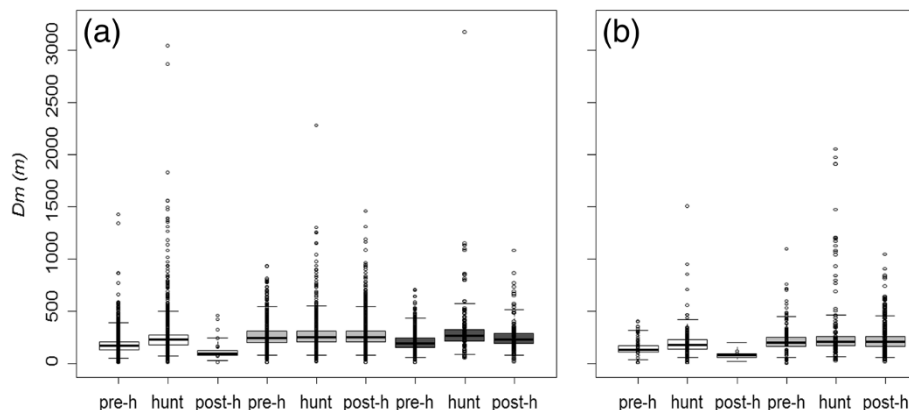 (a) (b)
Dm (m)
3000
2500
2000
1500
1000
500
0
pre-h hunt post-h pre-h hunt post-h pre-h hunt post-h pre-h hunt post-h pre-h hunt post-h